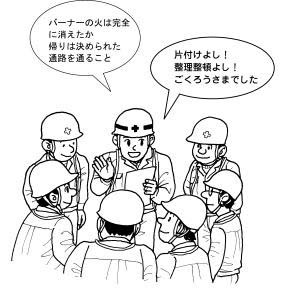 バーナーの火は完全
に消えたか
帰りは決められた
通路を通ること
片付けよし！
整理整頓よし！
ごくろうさまでした